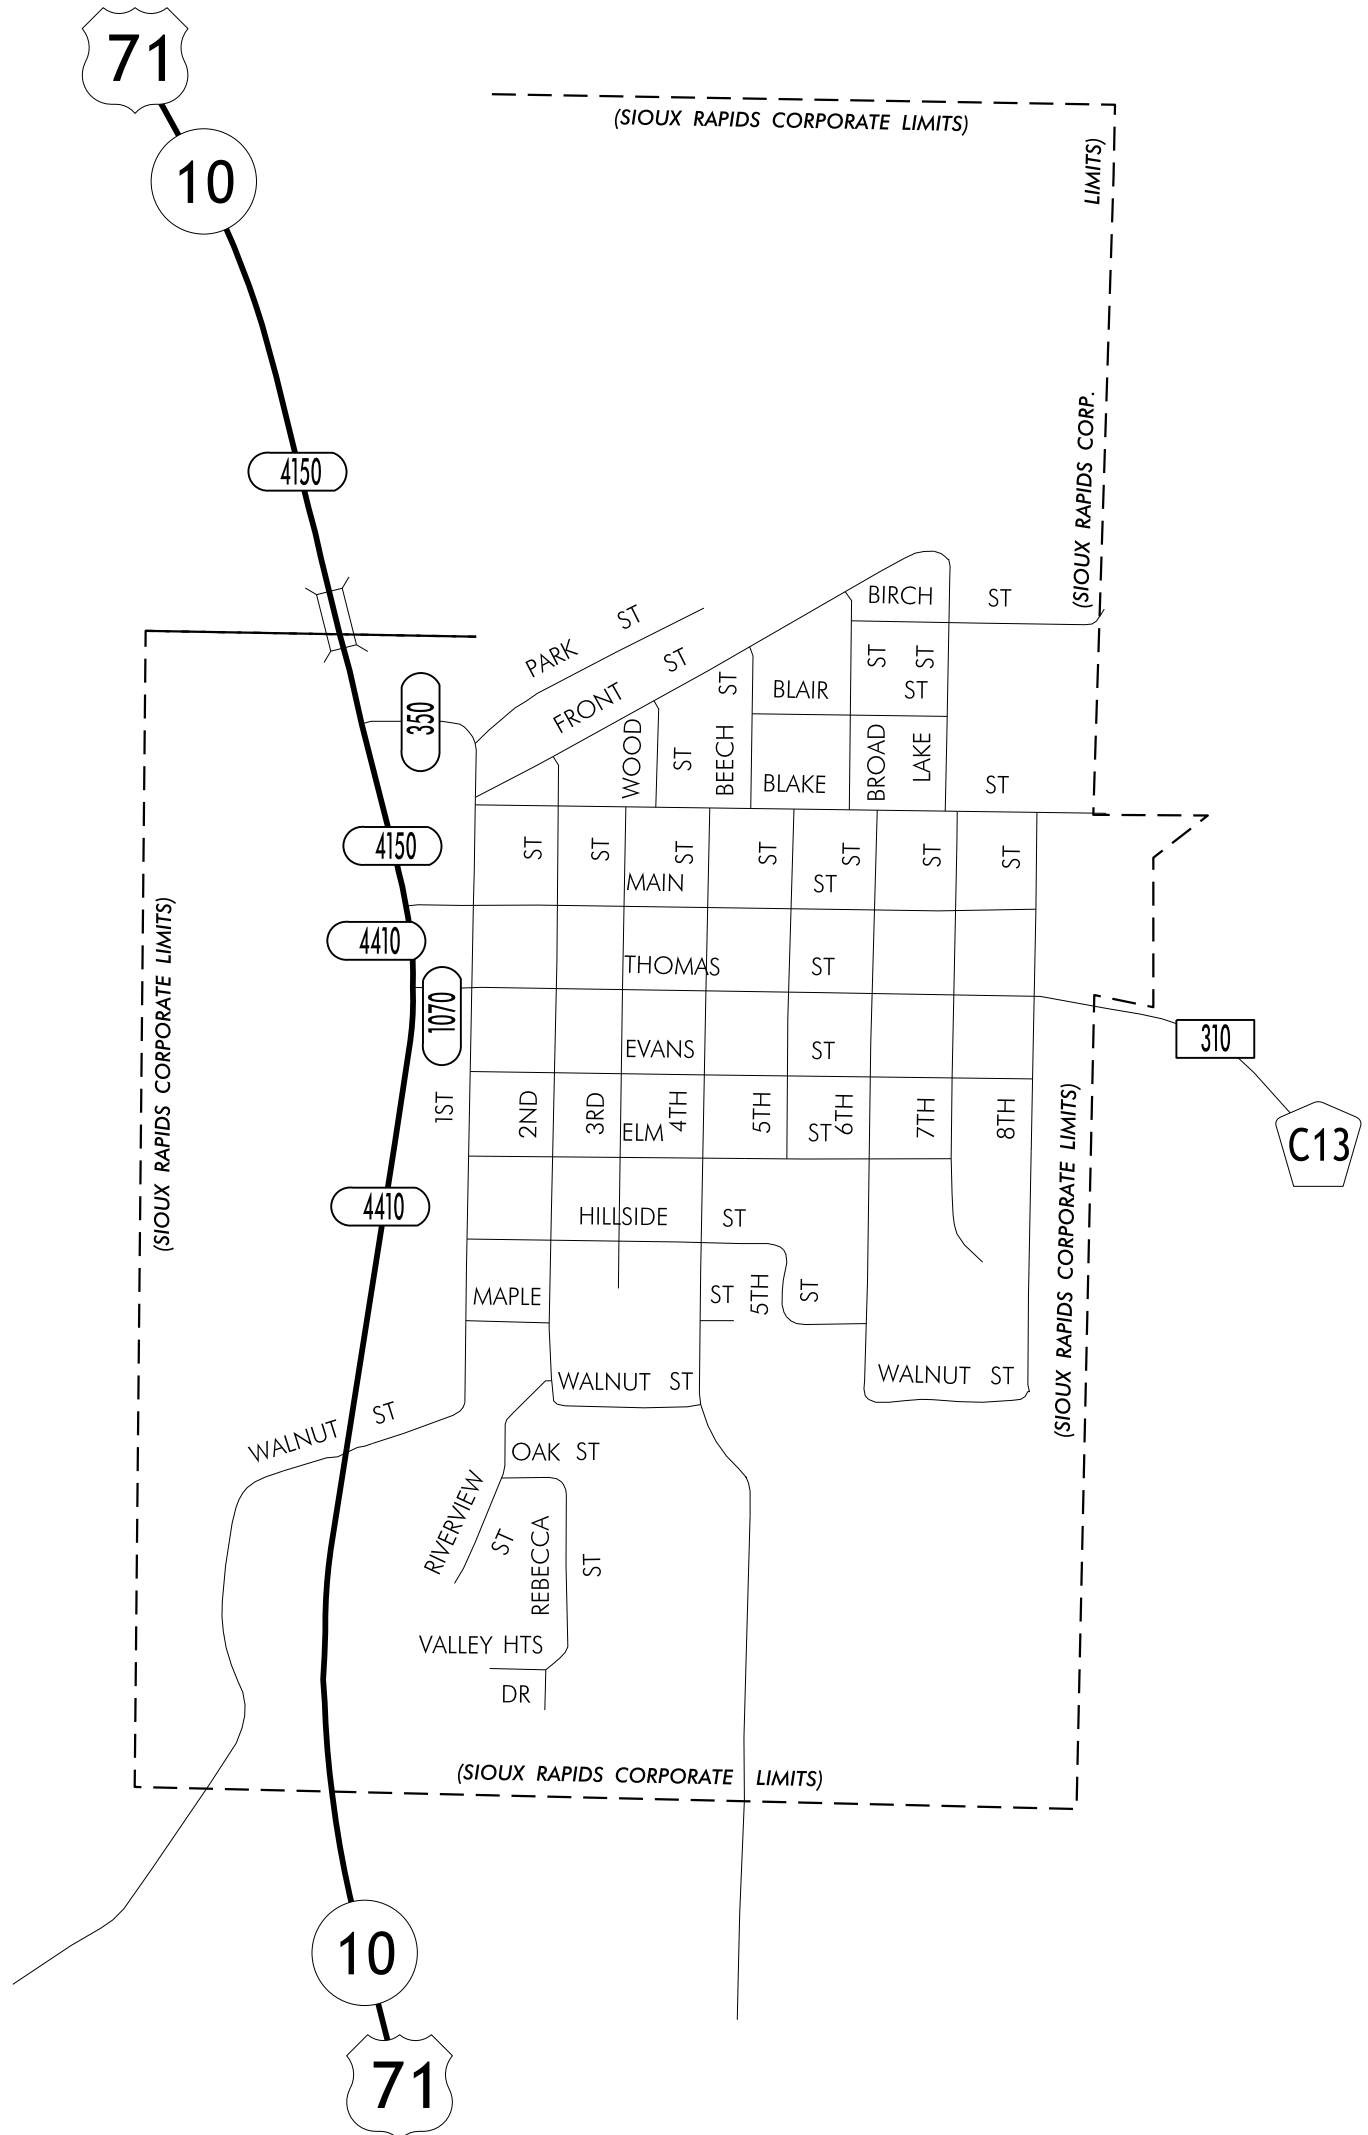 71
(SIOUX RAPIDS CORPORATE LIMITS)
(SIOUX RAPIDS CORP. LIMITS)
10
4150
BIRCH ST
PARK ST
FRONT ST
350
WOOD ST
BEECH ST
BLAIR ST
BROAD ST
LAKE ST
BLAKE ST
4150
ST
ST
ST
ST
ST
ST
ST
MAIN ST
4410
(SIOUX RAPIDS CORPORATE LIMITS)
THOMAS ST
1070
310
EVANS ST
1ST
2ND
3RD
4TH
5TH
6TH
7TH
8TH
ELM ST
C13
(SIOUX RAPIDS CORPORATE LIMITS)
4410
HILLSIDE ST
MAPLE ST
5TH ST
WALNUT ST
WALNUT ST
WALNUT ST
OAK ST
RIVERVIEW ST
REBECCA ST
VALLEY HTS
DR
(SIOUX RAPIDS CORPORATE LIMITS)
10
71